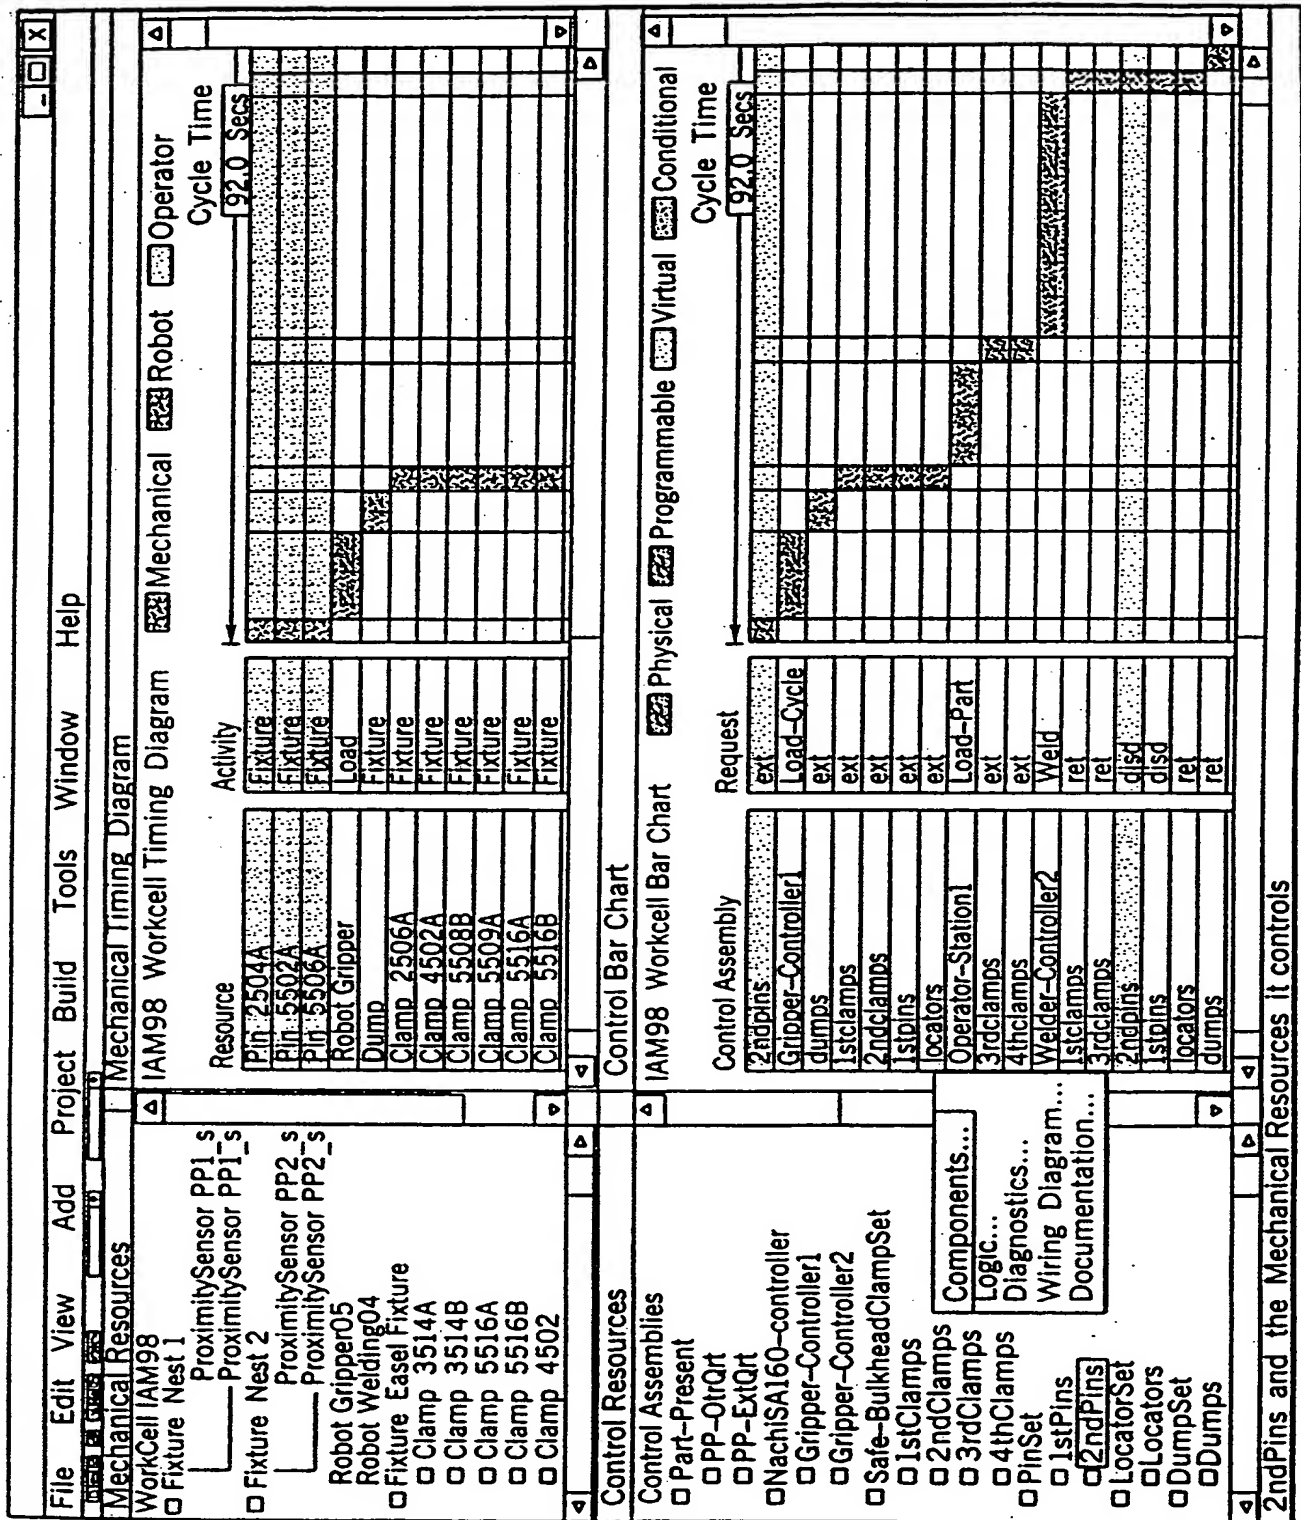 File Edit View Add Project Build Tools Window Help
Mechanical Resources
WorkCell IAM98
Fixture Nest 1
ProximitySensor PP1_s
ProximitySensor PP1_s
Fixture Nest 2
ProximitySensor PP2_s
ProximitySensor PP2_s
Robot Gripper05
Robot Welding04
Fixture Easel Fixture
Clamp 3514A
Clamp 3514B
Clamp 5516A
Clamp 5516B
Clamp 4502
Mechanical Timing Diagram
IAM98 Workcell Timing Diagram Mechanical Robot Operator
Cycle Time
92.0 Secs
Resource Activity
Pin 2504A Fixture
Pin 5502A Fixture
Pin 5506A Fixture
Robot Gripper Load
Dump Fixture
Clamp 2506A Fixture
Clamp 4502A Fixture
Clamp 5508B Fixture
Clamp 5509A Fixture
Clamp 5516A Fixture
Clamp 5516B Fixture
Control Resources
Control Assemblies
Part-Present
PP-OtrQrt
PP-ExtQrt
NachiSA160-controller
Gripper-Controller1
Gripper-Controller2
Safe-BulkheadClampSet
1stClamps
2ndClamps
3rdClamps
4thClamps
PinSet
1stPins
2ndPins
LocatorSet
Locators
DumpSet
Dumps
Components...
Logic...
Diagnostics...
Wiring Diagram...
Documentation...
Control Bar Chart
IAM98 Workcell Bar Chart Physical Programmable Virtual Conditional
Cycle Time
92.0 Secs
Control Assembly Request
2ndpins ext
Gripper-Controller1 Load-Cycle
dumps ext
1stclamps ext
2ndclamps ext
1stpins ext
locators ext
Operator-Station1 Load-Part
3rdclamps ext
4thclamps ext
Welder-Controller2 Weld
1stclamps ret
3rdclamps ret
2ndpins disd
1stpins disd
locators ret
dumps ret
2ndPins and the Mechanical Resources it controls